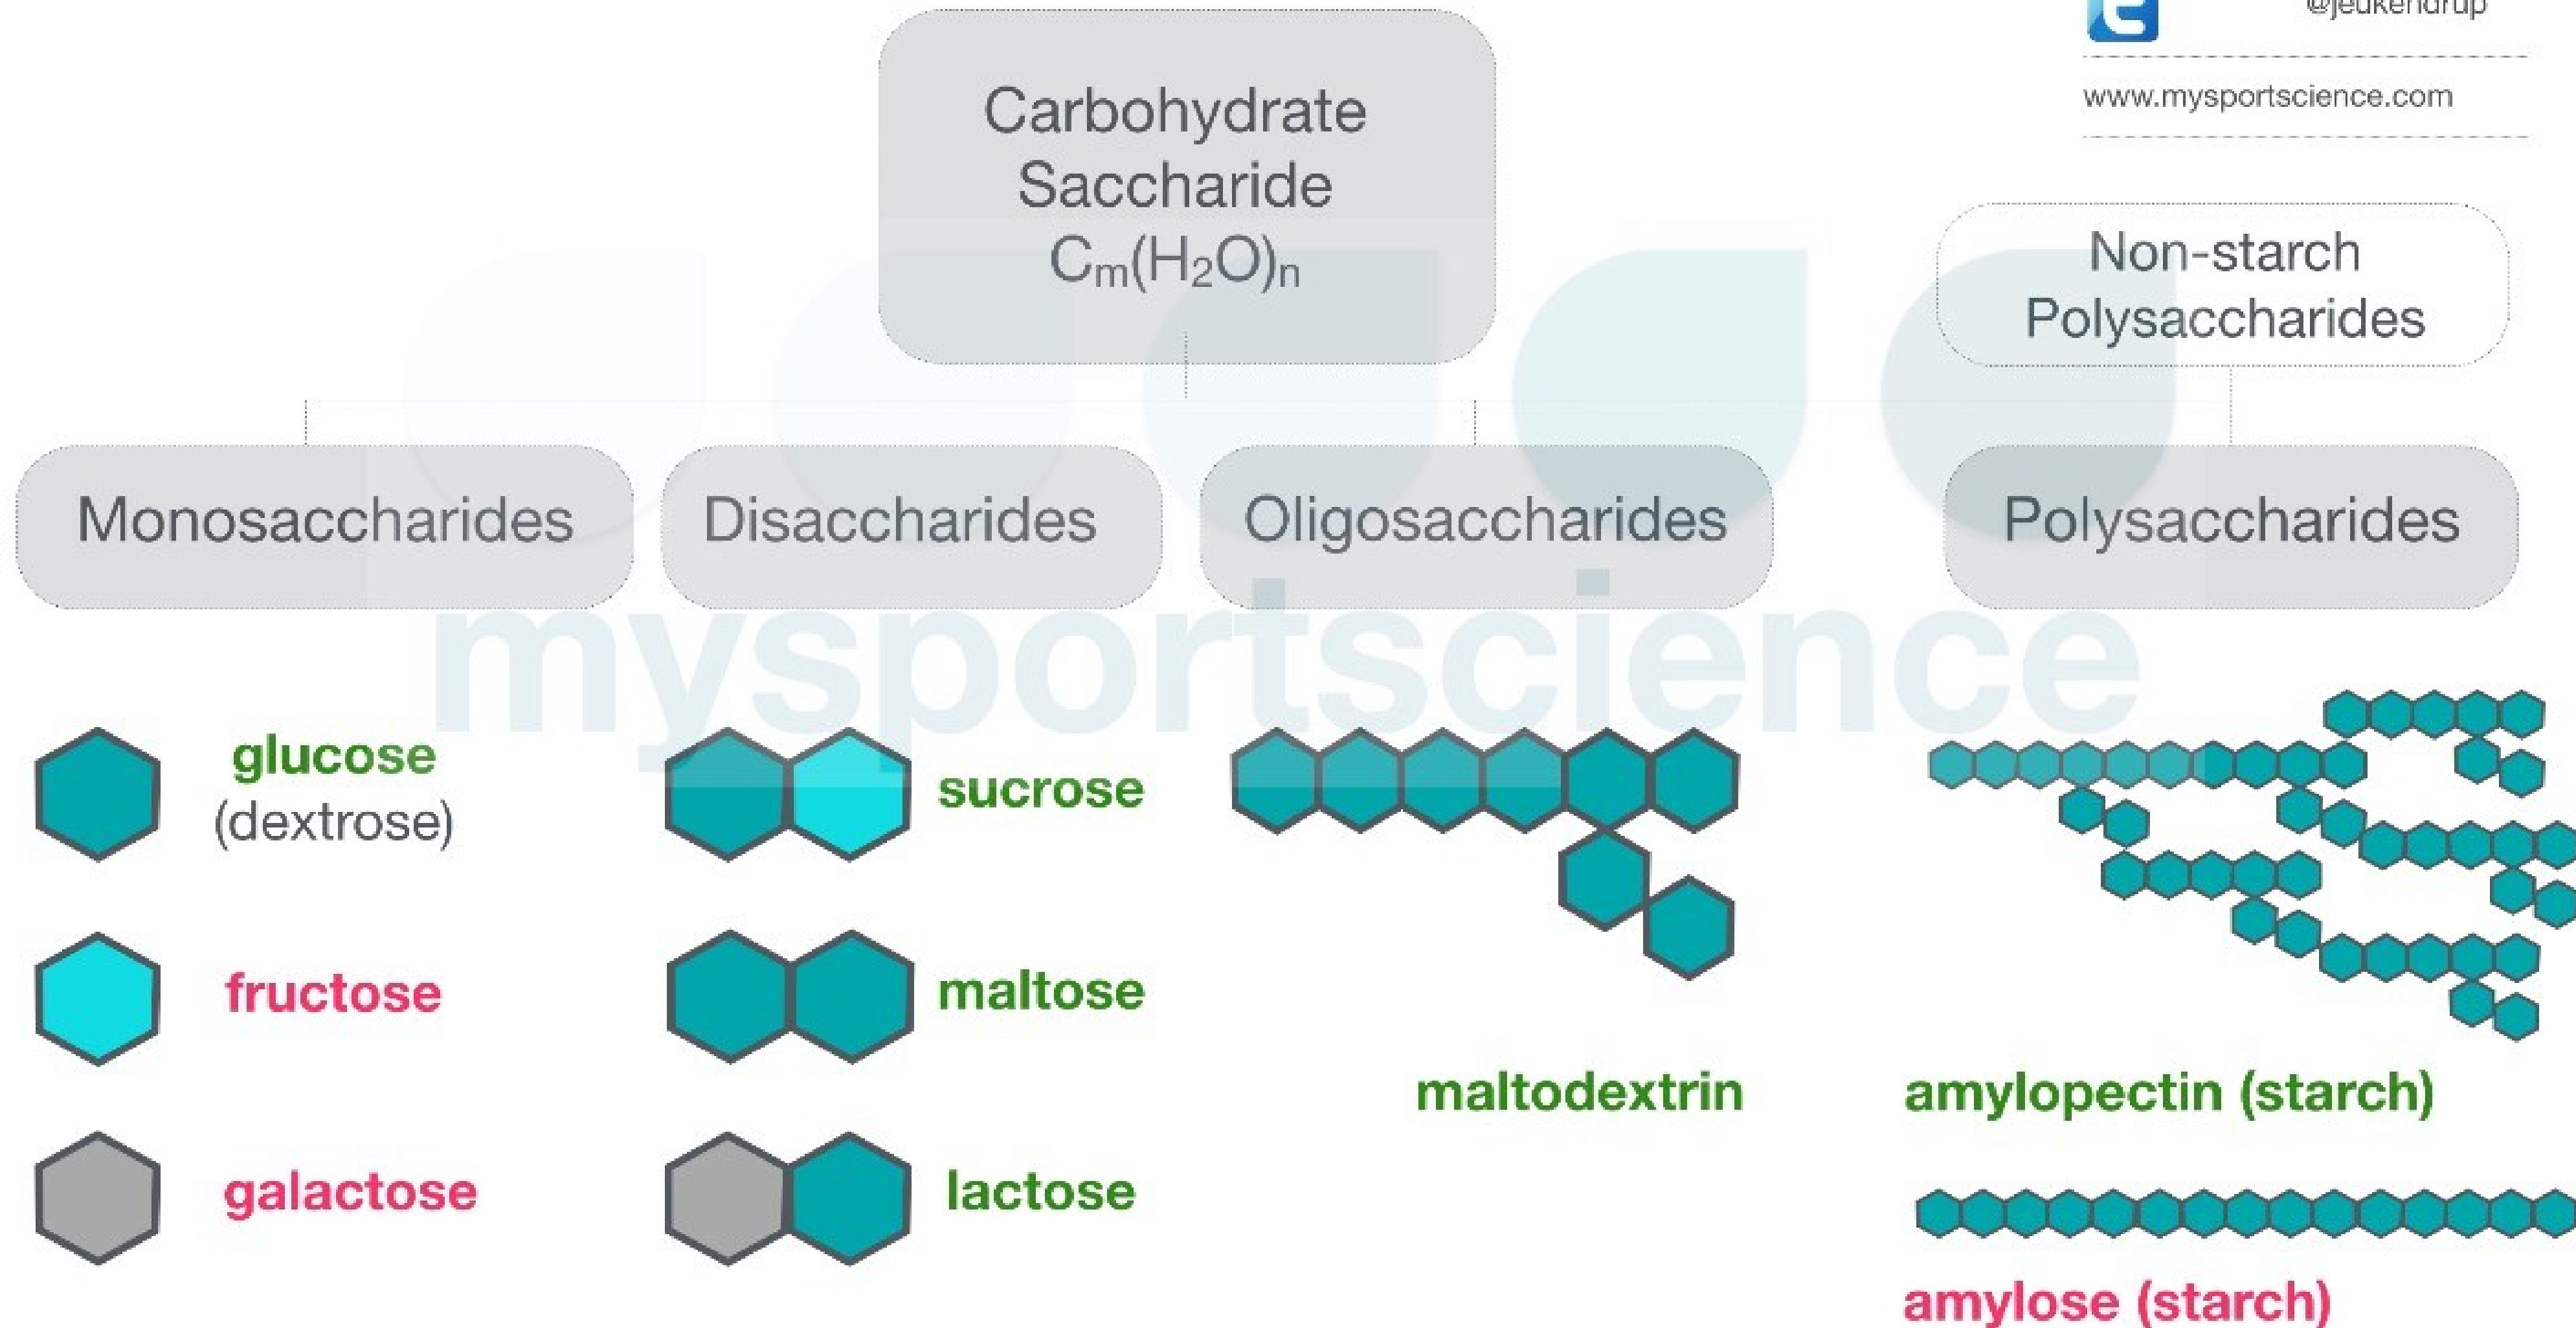 @jeukendrup
www.mysportscience.com
Carbohydrate
Saccharide
Cm(H2O)n
Non-starch
Polysaccharides
Monosaccharides
Disaccharides
Oligosaccharides
Polysaccharides
mysportscience
glucose
(dextrose)
fructose
galactose
sucrose
maltose
lactose
maltodextrin
amylopectin (starch)
amylose (starch)